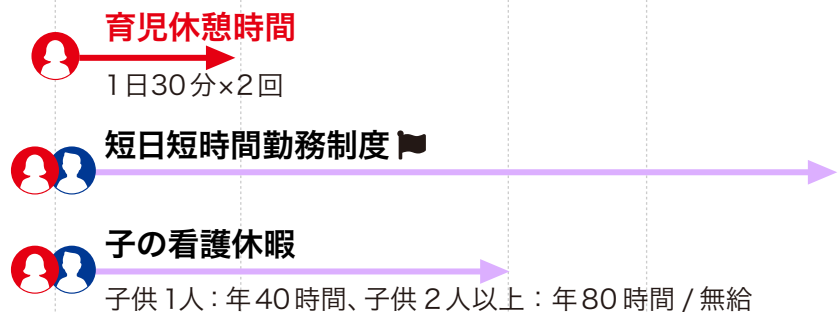 育児休憩時間
1日30分×2回
短日短時間勤務制度
子の看護休暇
子供1人：年40時間、子供2人以上：年80時間 / 無給